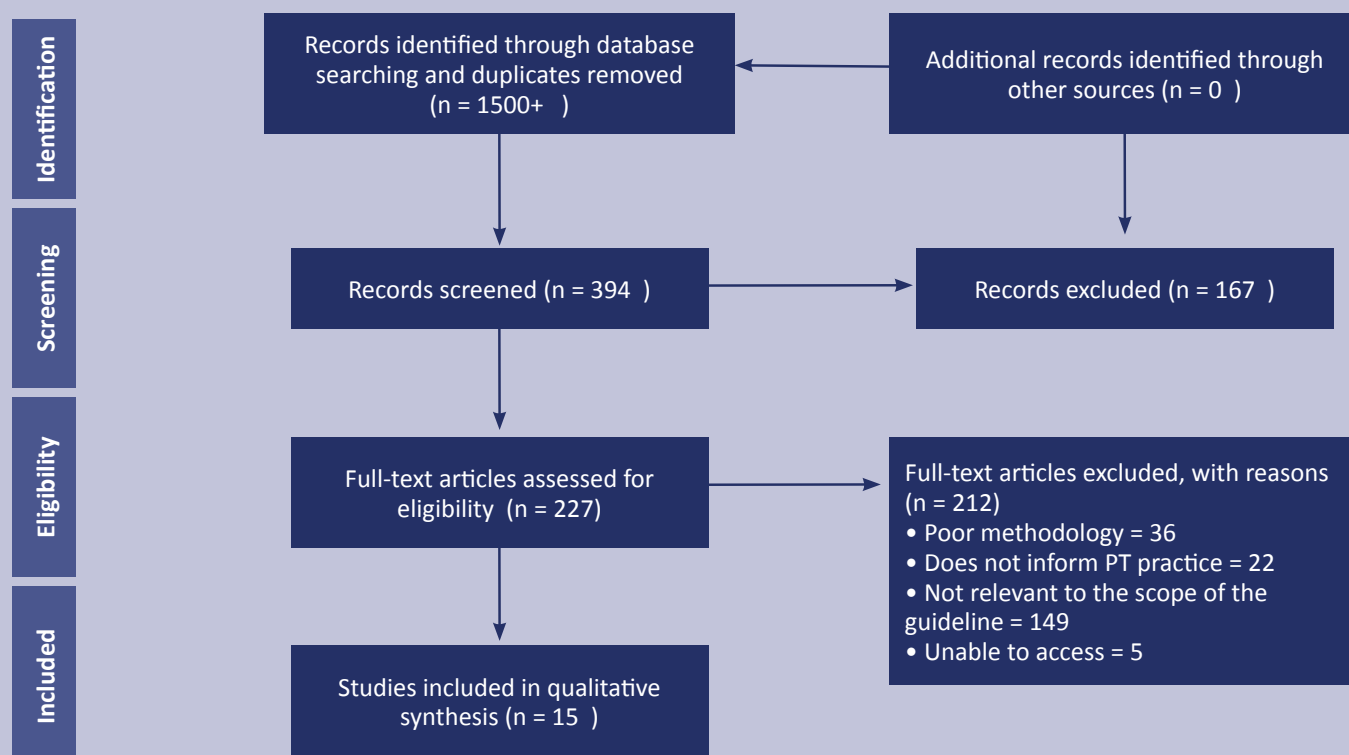 Identification
Records identified through database
searching and duplicates removed
(n = 1500+ )
Additional records identified through
other sources (n = 0 )
Screening
Records screened (n = 394 )
Records excluded (n = 167 )
Eligibility
Full-text articles assessed for
eligibility (n = 227)
Full-text articles excluded, with reasons
(n = 212)
• Poor methodology = 36
• Does not inform PT practice = 22
• Not relevant to the scope of the
guideline = 149
• Unable to access = 5
Included
Studies included in qualitative
synthesis (n = 15 )